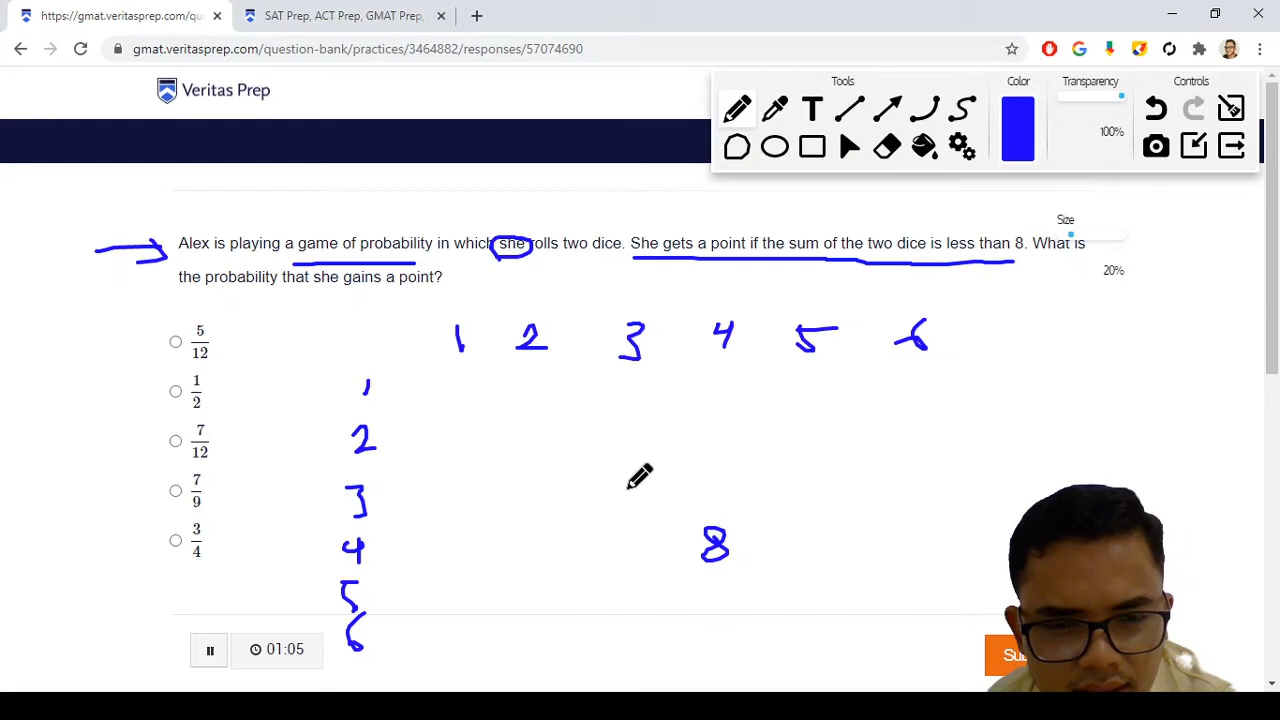 https://gmat.veritasprep.com/qu
SAT Prep, ACT Prep, GMAT Prep,
gmat.veritasprep.com/question-bank/practices/3464882/responses/57074690
Veritas Prep
Tools
Color
Transparency
Controls
100%
Size
20%
Alex is playing a game of probability in which she rolls two dice. She gets a point if the sum of the two dice is less than 8. What is
the probability that she gains a point?
5/12
1/2
7/12
7/9
3/4
1 2 3 4 5 6
1
2
3
4 8
5
6
01:05
Su